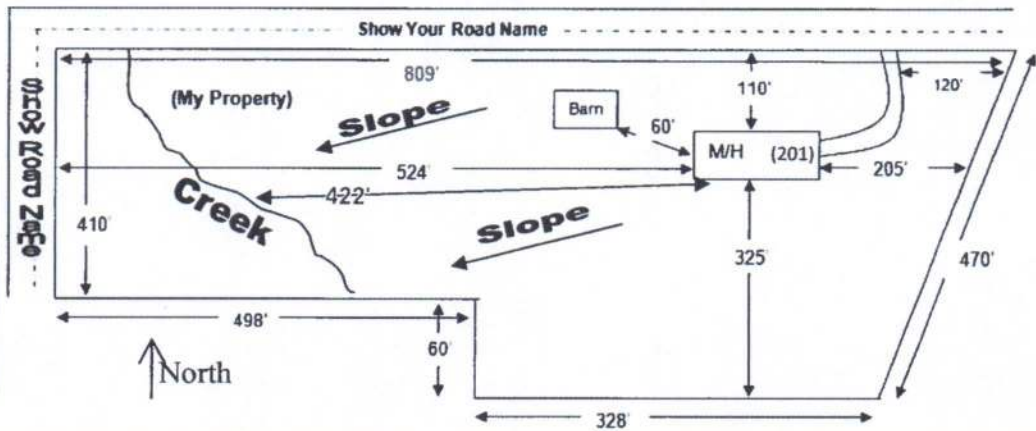 Show Your Road Name
Show Road Name
809'
110'
120'
(My Property)
Slope
Barn
60'
M/H (201)
524'
205'
422'
Creek
410'
Slope
325'
470'
498'
60'
North
328'